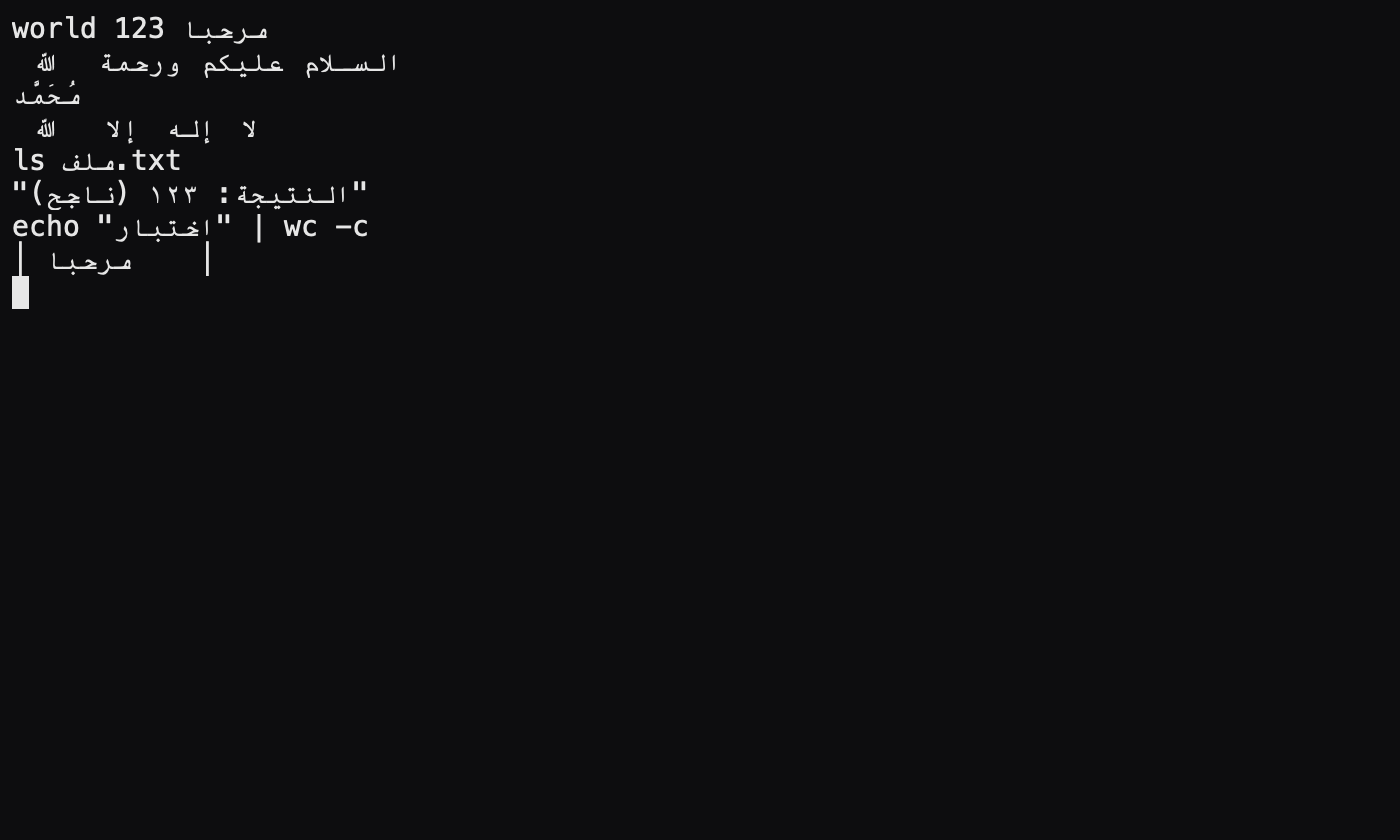 world 123 مرحبا
السلام عليكم ورحمة الله
مُحَمَّد
لا إله إلا الله
ls ملف.txt
"النتيجة: ١٢٣ (ناجح)"
echo "اختبار" | wc -c
| مرحبا |